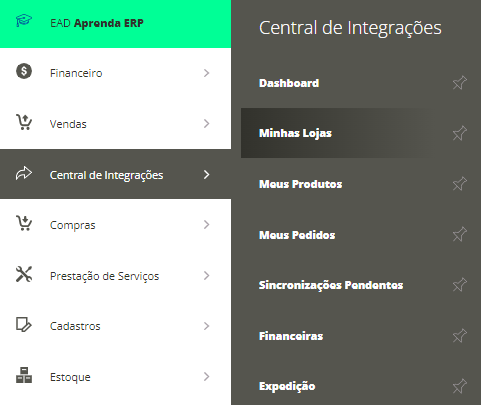 EAD Aprenda ERP
Financeiro
Vendas
Central de Integrações
Compras
Prestação de Serviços
Cadastros
Estoque
Central de Integrações
Dashboard
Minhas Lojas
Meus Produtos
Meus Pedidos
Sincronizações Pendentes
Financeiras
Expedição